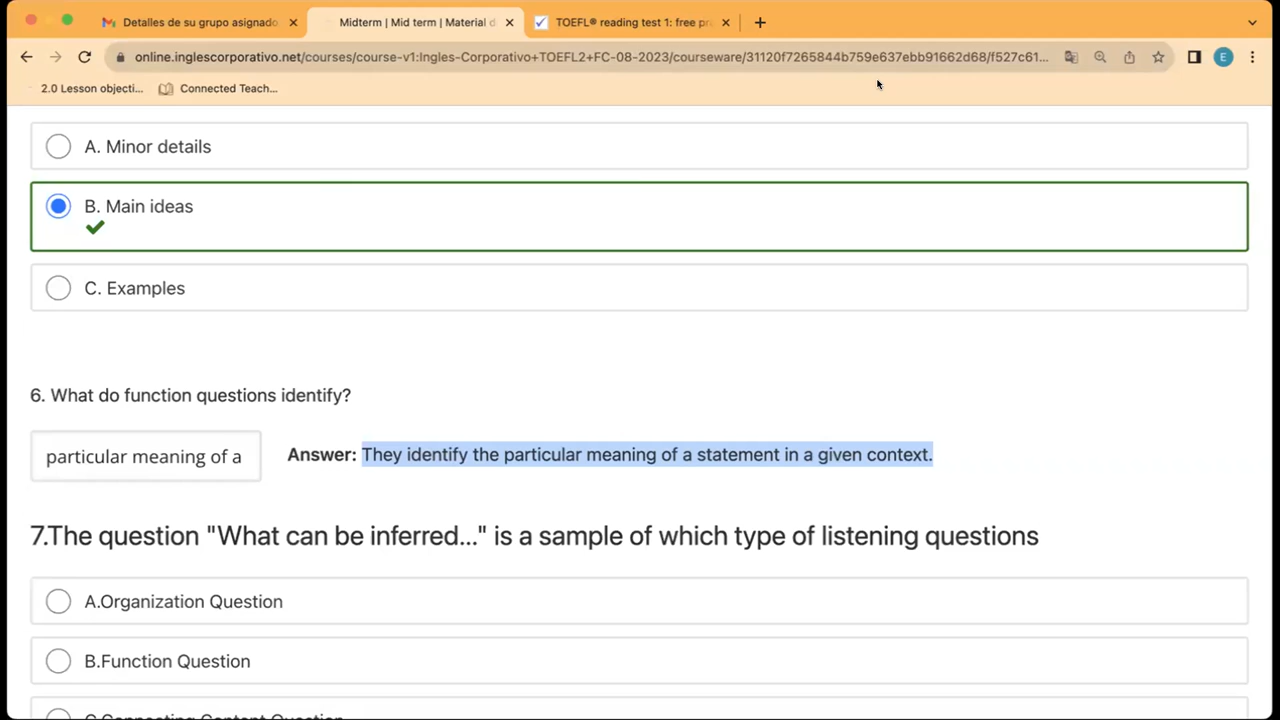 Detalles de su grupo asignado
Midterm | Mid term | Material d
TOEFL® reading test 1: free pr
online.inglescorporativo.net/courses/course-v1:Ingles-Corporativo+TOEFL2+FC-08-2023/courseware/31120f7265844b759e637ebb91662d68/f527c61...
E
2.0 Lesson objecti...
Connected Teach...
A. Minor details
B. Main ideas
C. Examples
6. What do function questions identify?
particular meaning of a
Answer: They identify the particular meaning of a statement in a given context.
7.The question "What can be inferred..." is a sample of which type of listening questions
A.Organization Question
B.Function Question
C.Connecting Content Question